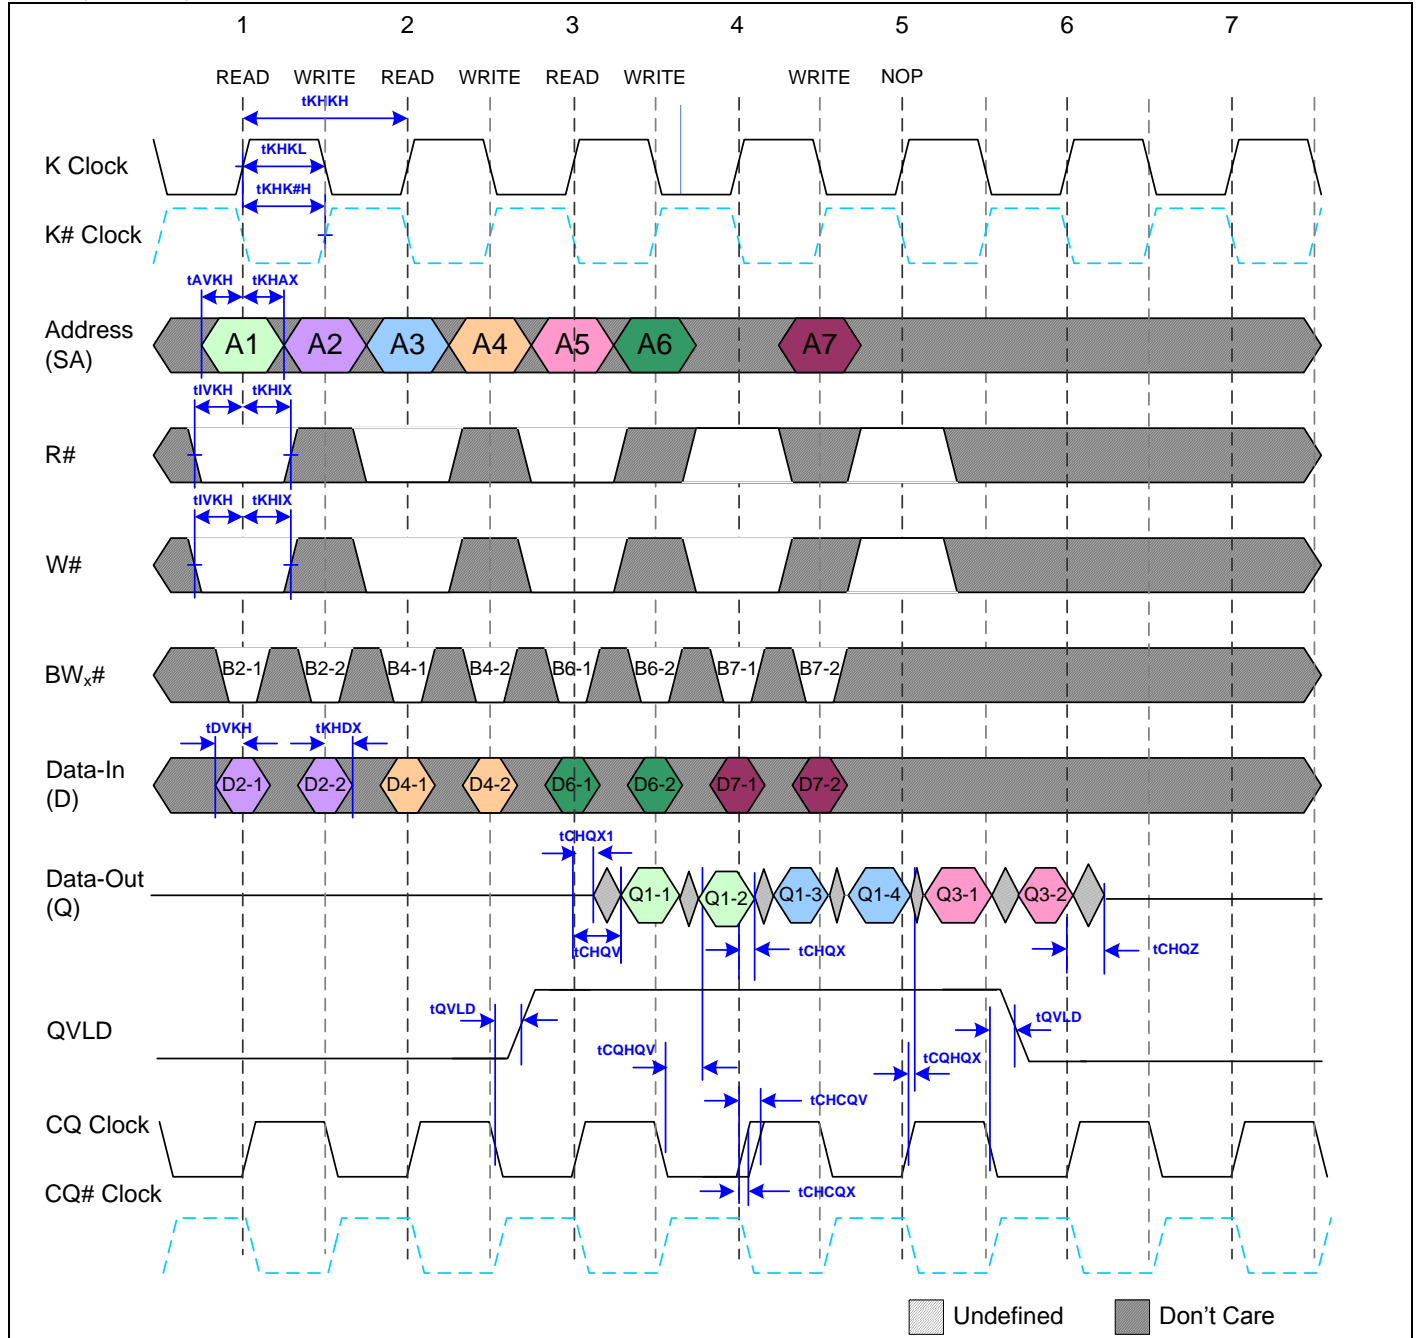 1 2 3 4 5 6 7
READ WRITE READ WRITE READ WRITE WRITE NOP
tKHKH
tKHKL
K Clock
tKHK#H
K# Clock
tAVKH tKHAX
Address
(SA)
A1 A2 A3 A4 A5 A6 A7
tIVKH tKHIX
R#
tIVKH tKHIX
W#
BWx#
B2-1 B2-2 B4-1 B4-2 B6-1 B6-2 B7-1 B7-2
tDVKH tKHDX
Data-In
(D)
D2-1 D2-2 D4-1 D4-2 D6-1 D6-2 D7-1 D7-2
tCHQX1
Data-Out
(Q)
Q1-1 Q1-2 Q1-3 Q1-4 Q3-1 Q3-2
tCHQV tCHQX tCHQZ
tQVLD tQVLD
QVLD
tCQHQV tCQHQX
tCHCQV
CQ Clock
tCHCQX
CQ# Clock
Undefined Don't Care